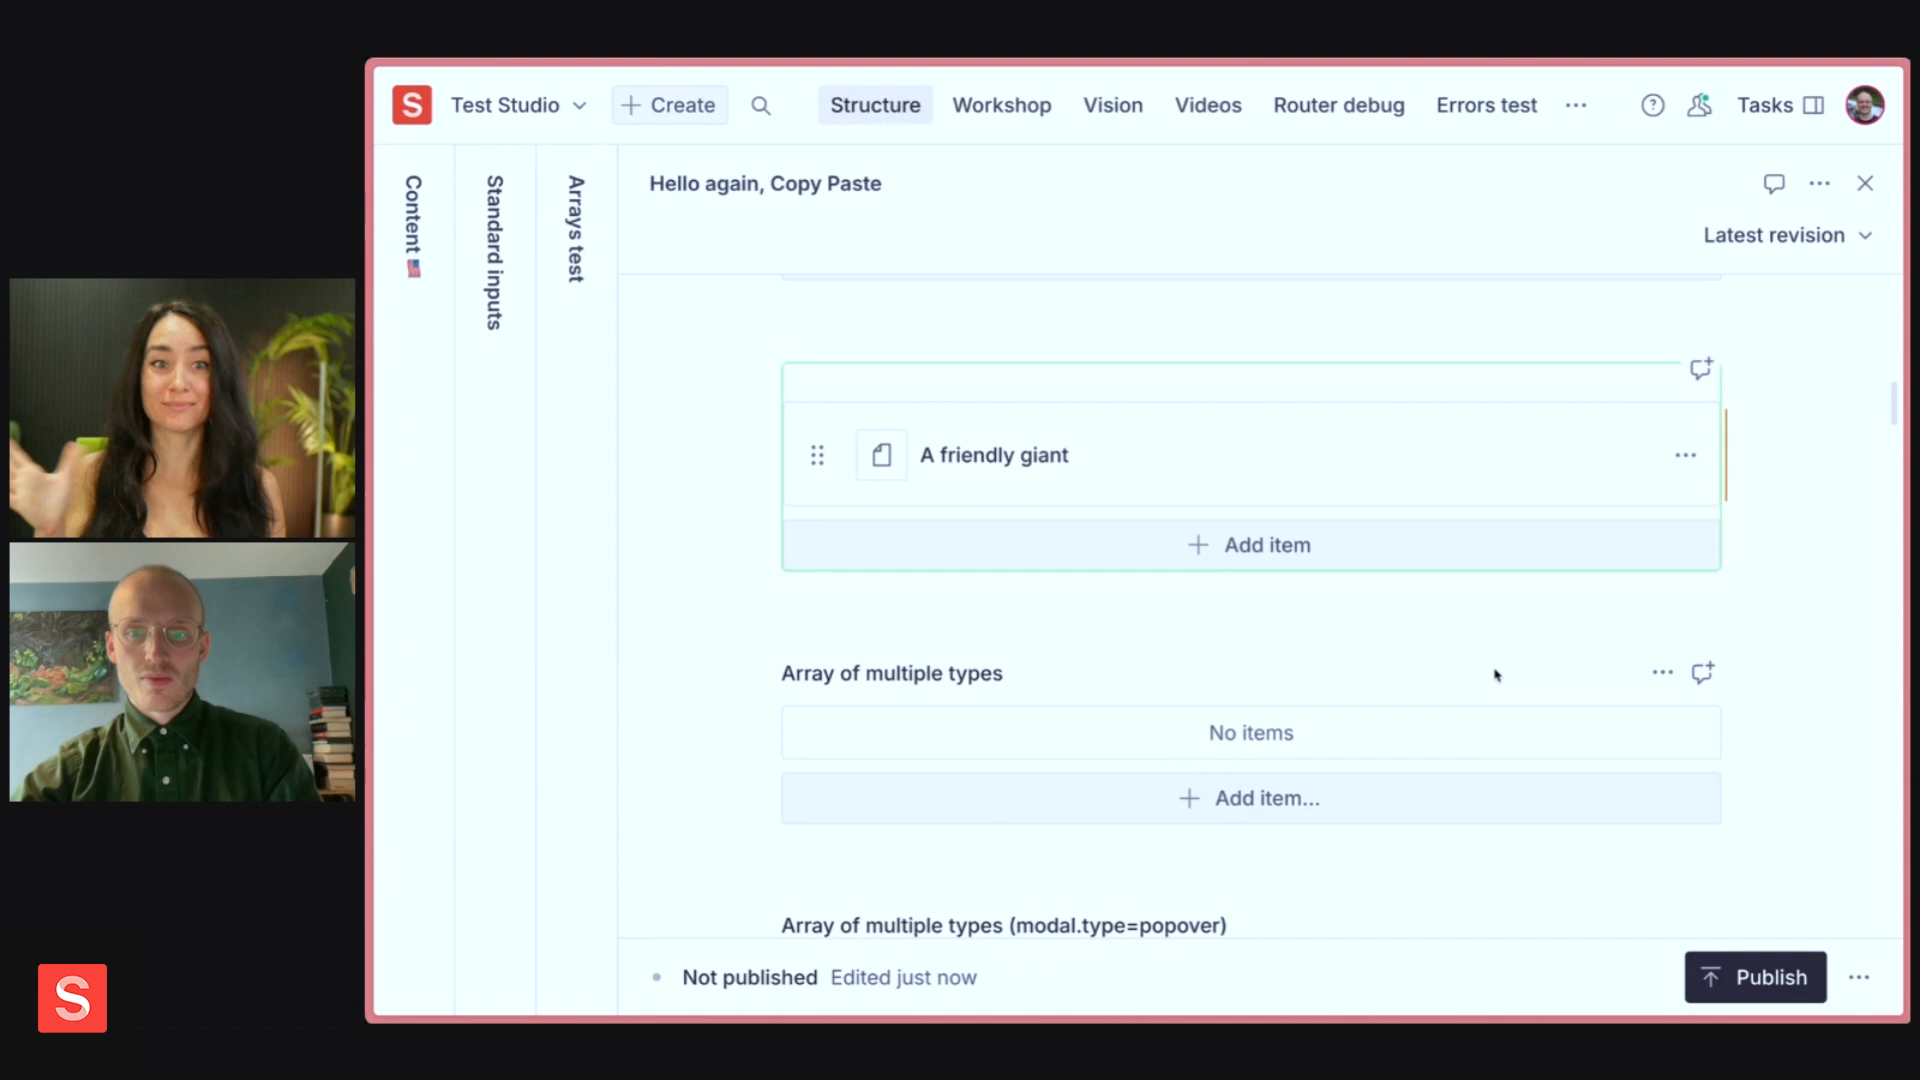 S Test Studio Create Structure Workshop Vision Videos Router debug Errors test Tasks
Content
Standard inputs
Arrays test
Hello again, Copy Paste
Latest revision
A friendly giant
Add item
Array of multiple types
No items
Add item...
Array of multiple types (modal.type=popover)
Not published Edited just now
Publish
S